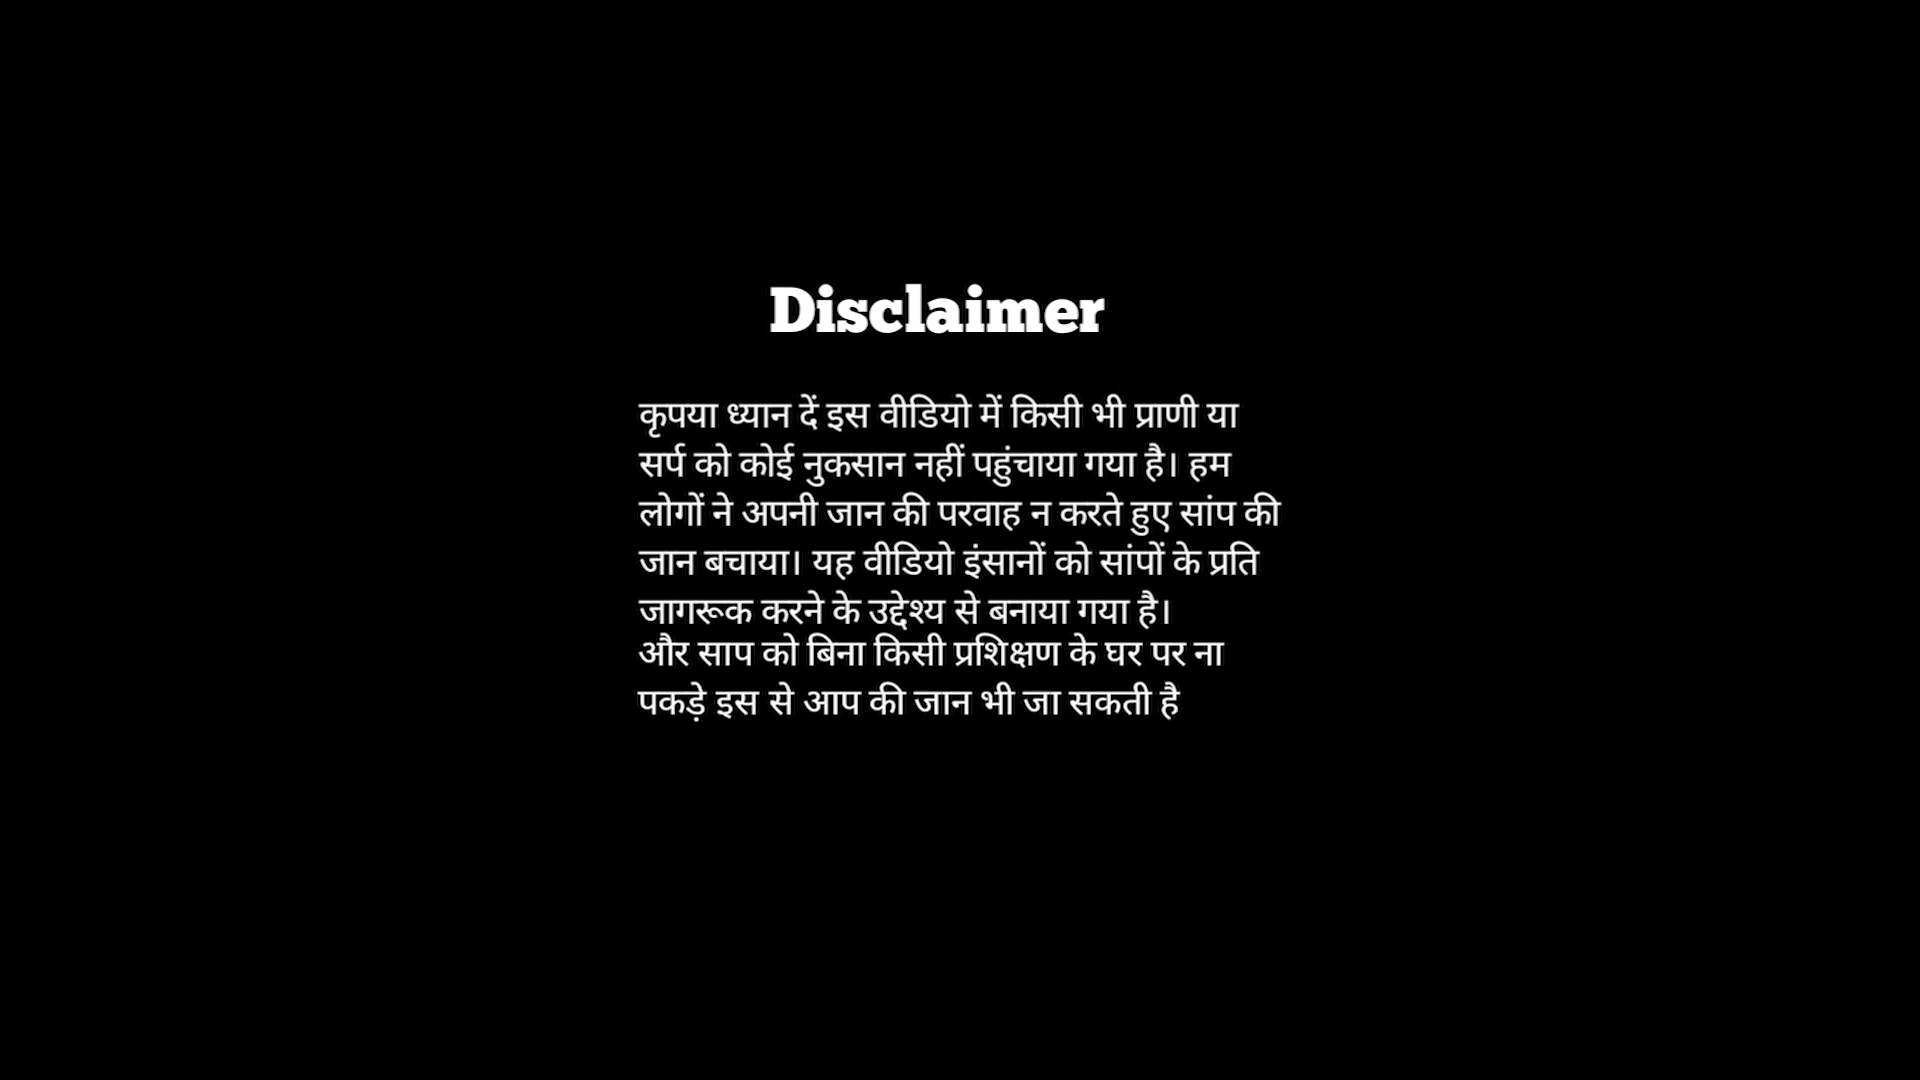 Disclaimer
कृपया ध्यान दें इस वीडियो में किसी भी प्राणी या
सर्प को कोई नुकसान नहीं पहुंचाया गया है। हम
लोगों ने अपनी जान की परवाह न करते हुए सांप की
जान बचाया। यह वीडियो इंसानों को सांपों के प्रति
जागरूक करने के उद्देश्य से बनाया गया है।
और साप को बिना किसी प्रशिक्षण के घर पर ना
पकड़े इस से आप की जान भी जा सकती है